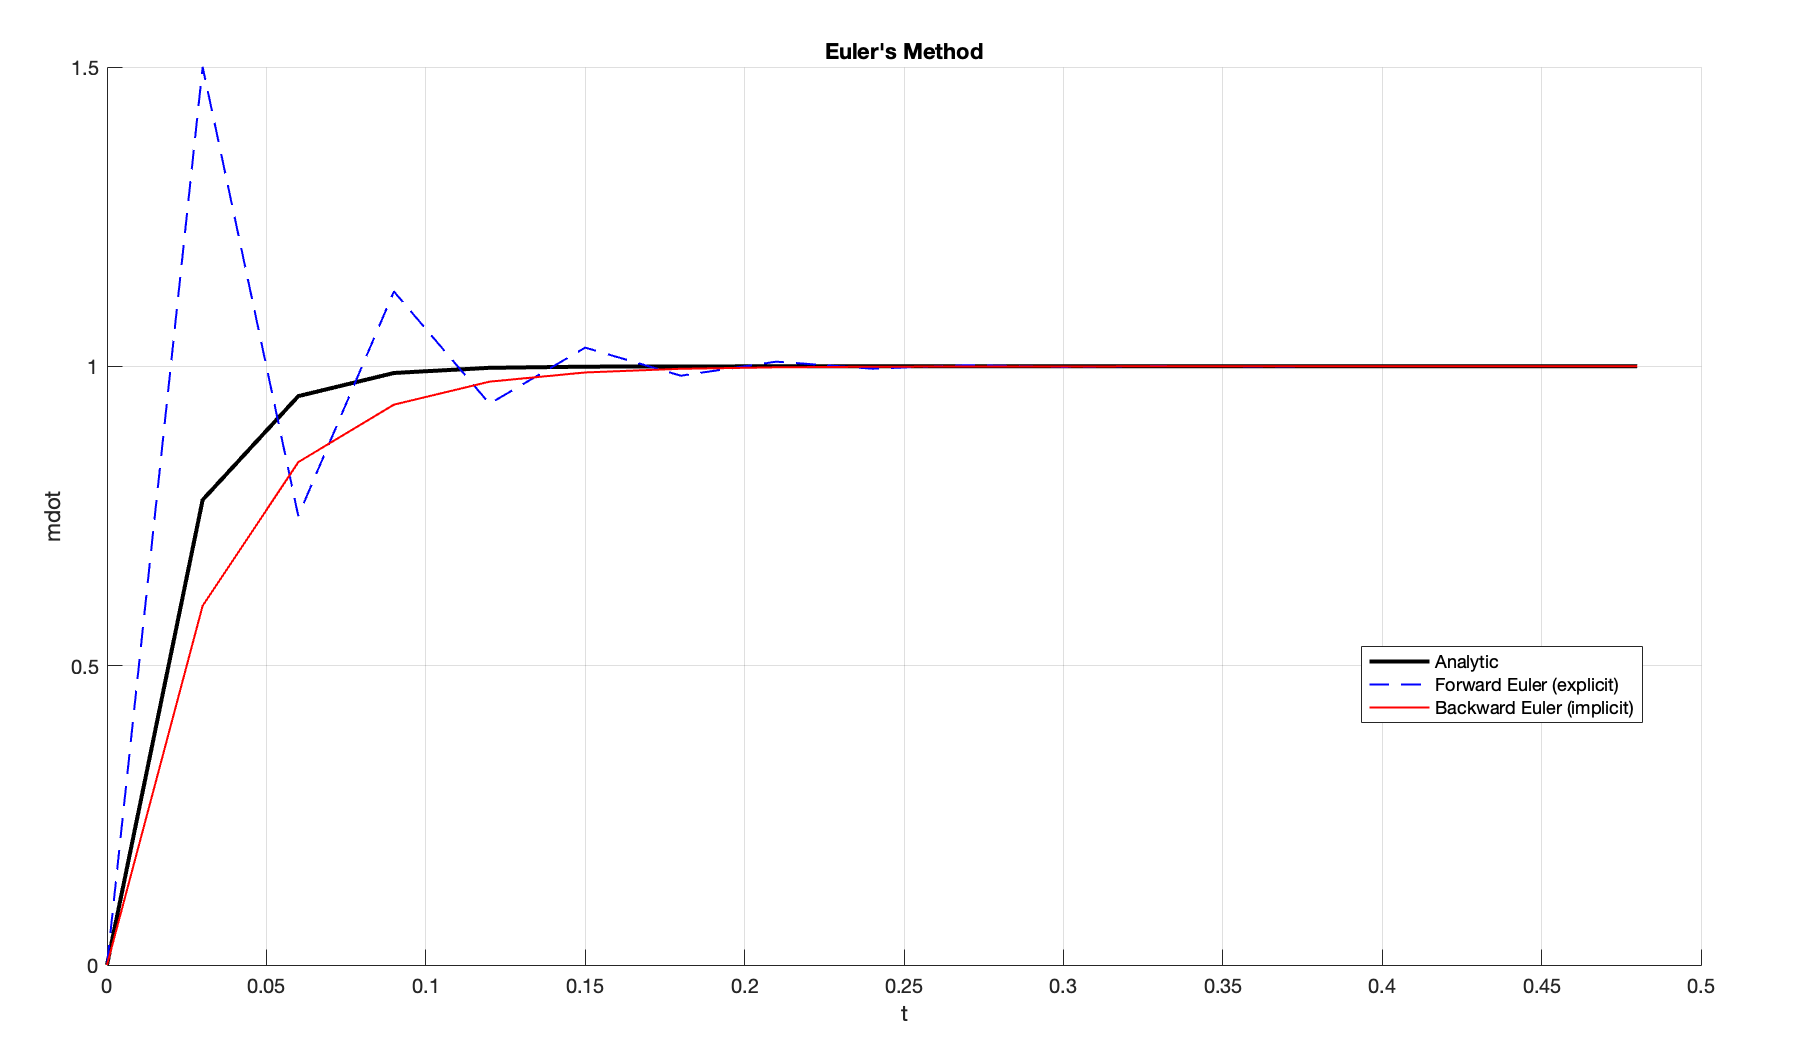 Euler's Method
1.5
1
0.5
0
mdot
Analytic
Forward Euler (explicit)
Backward Euler (implicit)
0 0.05 0.1 0.15 0.2 0.25 0.3 0.35 0.4 0.45 0.5
t